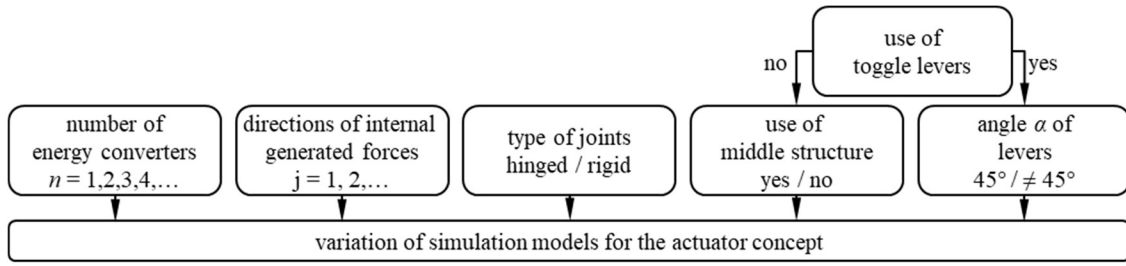 use of
toggle levers
no
yes
number of
energy converters
n = 1,2,3,4,…
directions of internal
generated forces
j = 1, 2,…
type of joints
hinged / rigid
use of
middle structure
yes / no
angle α of
levers
45° / ≠ 45°
variation of simulation models for the actuator concept